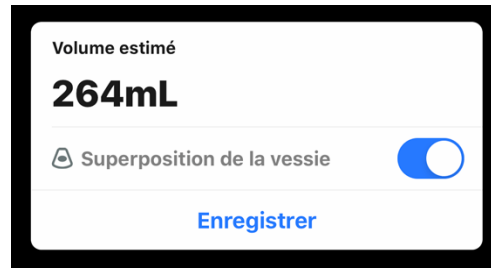 Volume estimé
264mL
Superposition de la vessie
Enregistrer